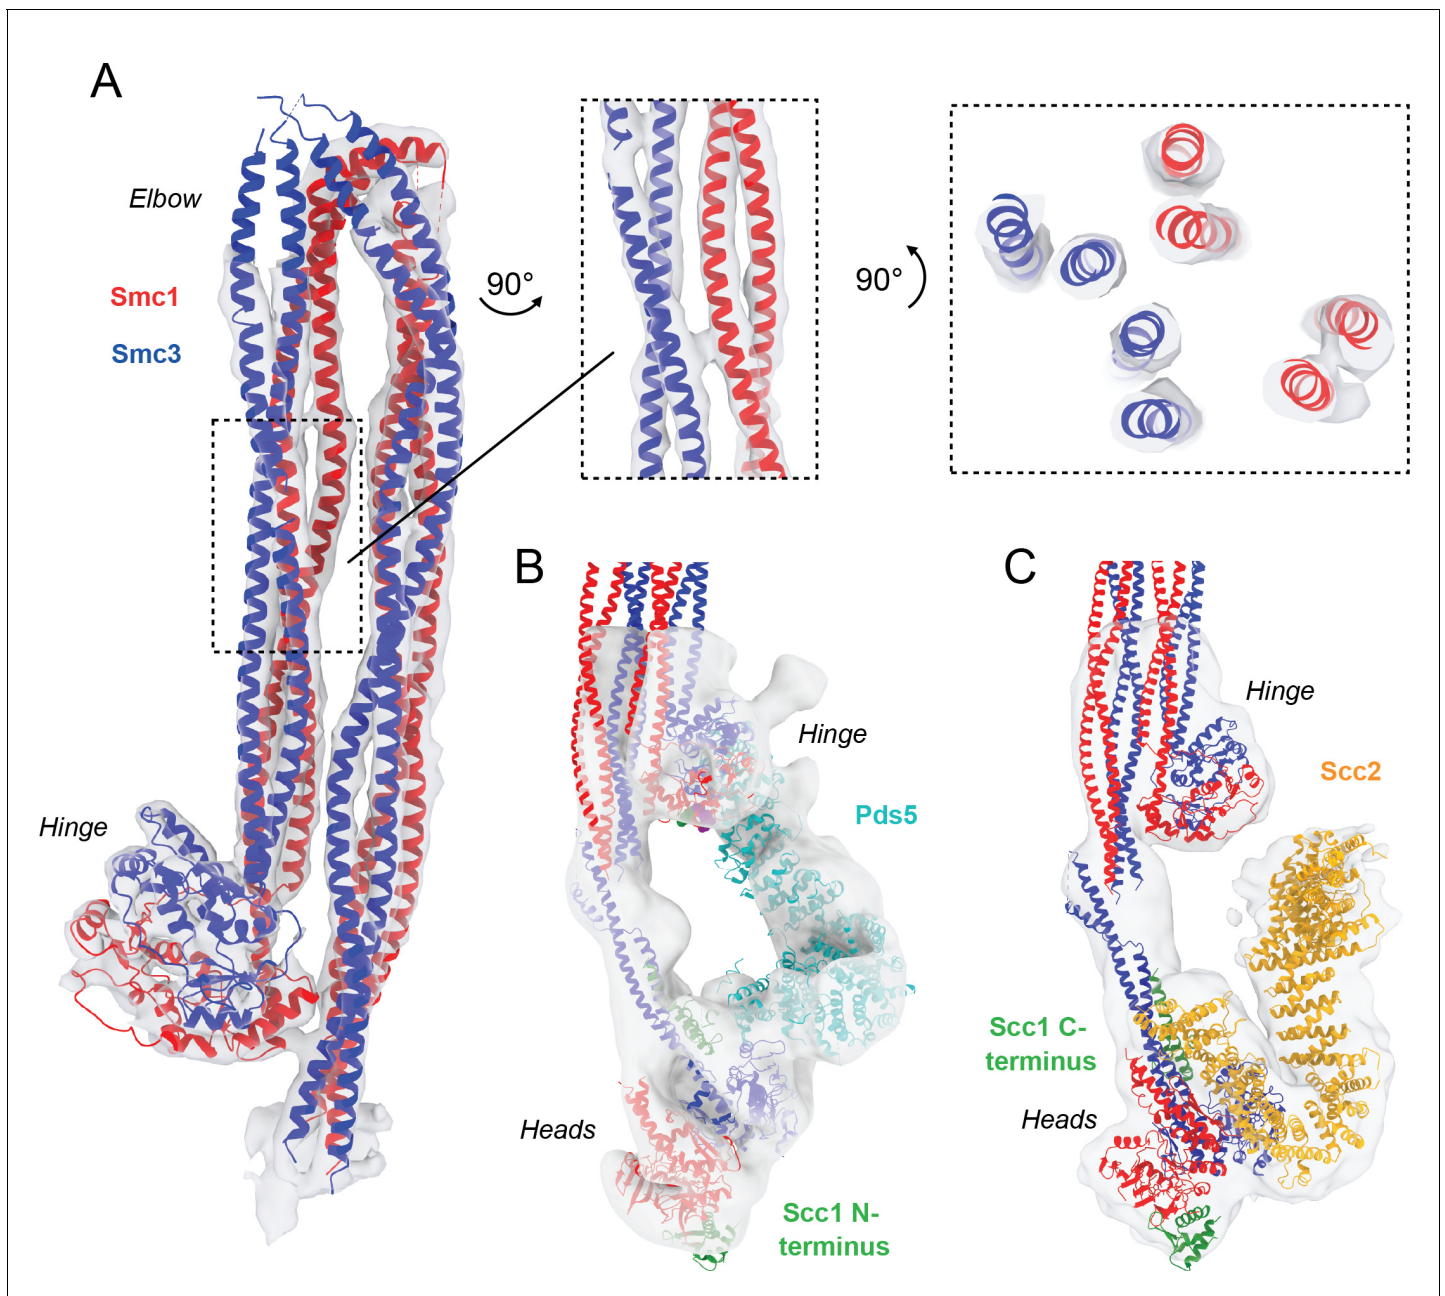 A
Elbow
Smc1
Smc3
90°
90°
Hinge
B
Hinge
Pds5
Heads
Scc1 N-
terminus
C
Hinge
Scc2
Scc1 C-
terminus
Heads